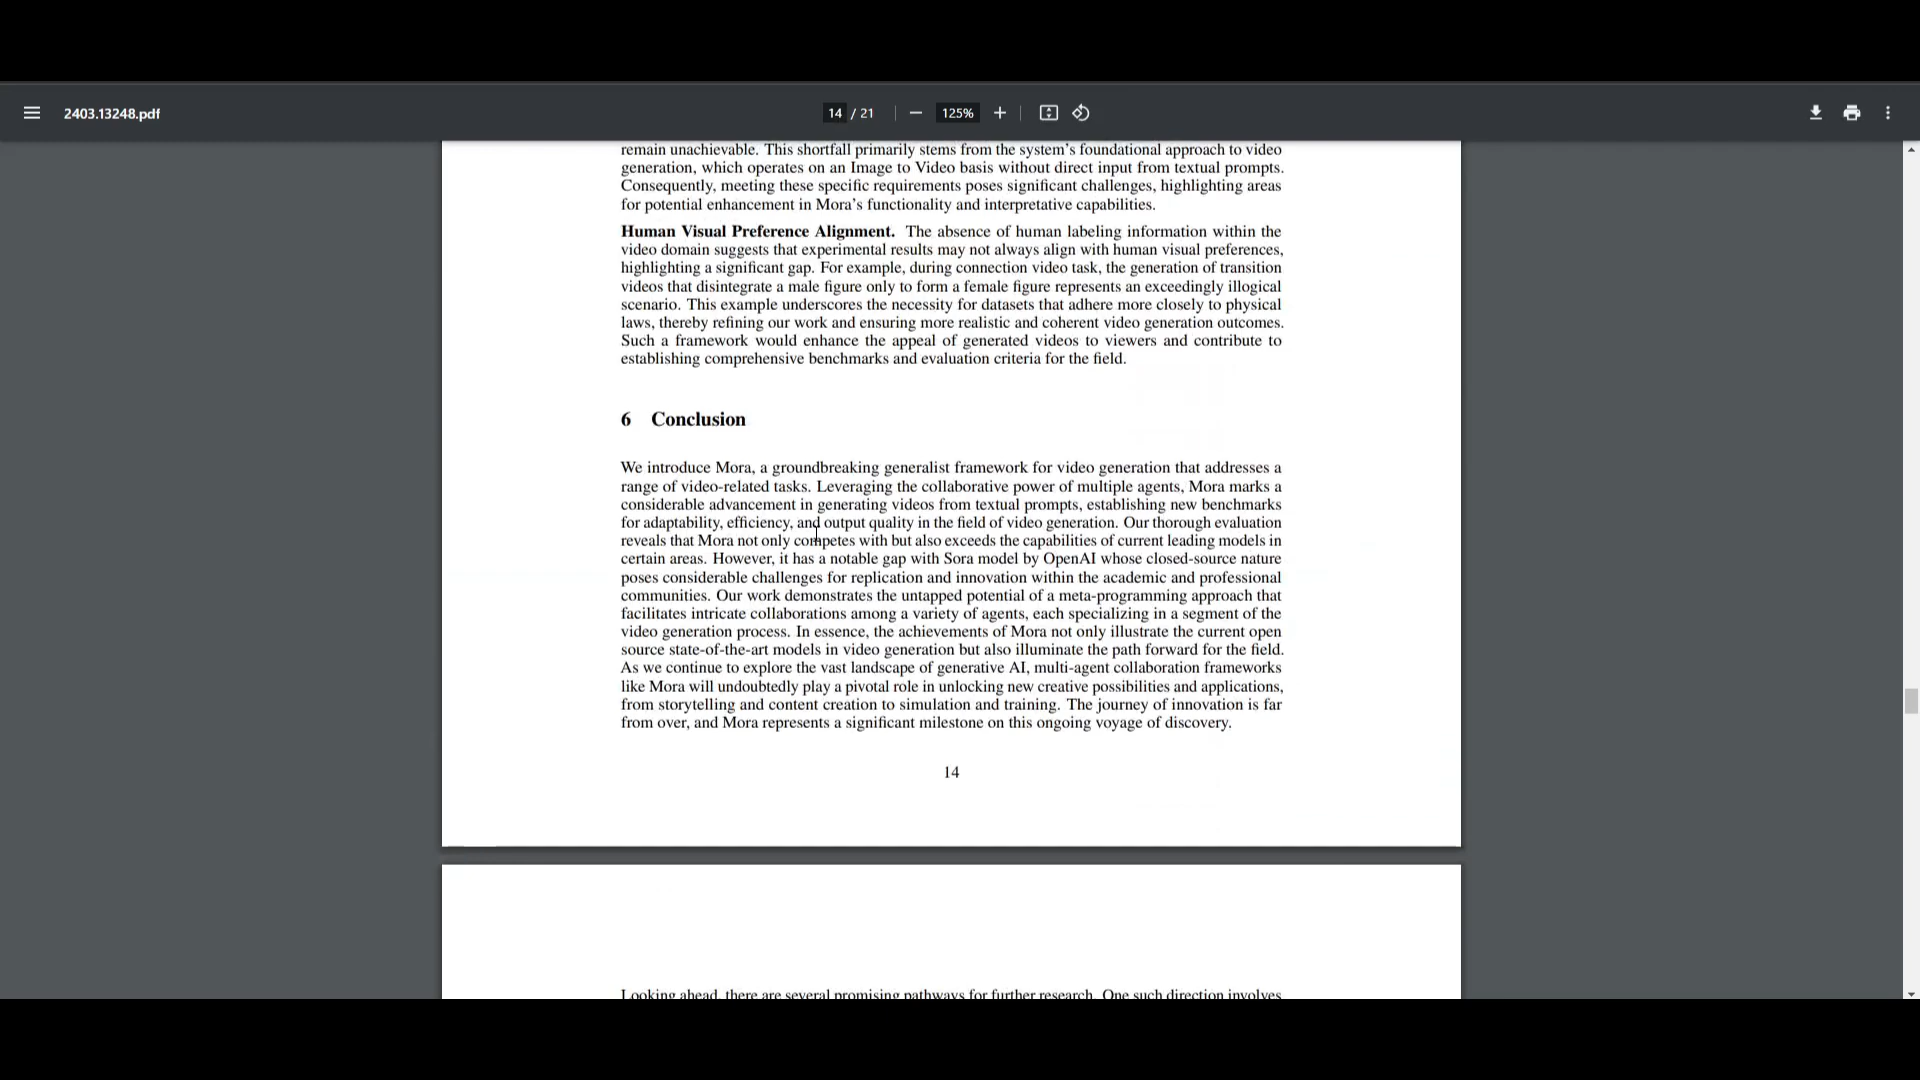 2403.13248.pdf
14 / 21
125%
remain unachievable. This shortfall primarily stems from the system's foundational approach to video
generation, which operates on an Image to Video basis without direct input from textual prompts.
Consequently, meeting these specific requirements poses significant challenges, highlighting areas
for potential enhancement in Mora's functionality and interpretative capabilities.
Human Visual Preference Alignment. The absence of human labeling information within the
video domain suggests that experimental results may not always align with human visual preferences,
highlighting a significant gap. For example, during connection video task, the generation of transition
videos that disintegrate a male figure only to form a female figure represents an exceedingly illogical
scenario. This example underscores the necessity for datasets that adhere more closely to physical
laws, thereby refining our work and ensuring more realistic and coherent video generation outcomes.
Such a framework would enhance the appeal of generated videos to viewers and contribute to
establishing comprehensive benchmarks and evaluation criteria for the field.
6 Conclusion
We introduce Mora, a groundbreaking generalist framework for video generation that addresses a
range of video-related tasks. Leveraging the collaborative power of multiple agents, Mora marks a
considerable advancement in generating videos from textual prompts, establishing new benchmarks
for adaptability, efficiency, and output quality in the field of video generation. Our thorough evaluation
reveals that Mora not only competes with but also exceeds the capabilities of current leading models in
certain areas. However, it has a notable gap with Sora model by OpenAI whose closed-source nature
poses considerable challenges for replication and innovation within the academic and professional
communities. Our work demonstrates the untapped potential of a meta-programming approach that
facilitates intricate collaborations among a variety of agents, each specializing in a segment of the
video generation process. In essence, the achievements of Mora not only illustrate the current open
source state-of-the-art models in video generation but also illuminate the path forward for the field.
As we continue to explore the vast landscape of generative AI, multi-agent collaboration frameworks
like Mora will undoubtedly play a pivotal role in unlocking new creative possibilities and applications,
from storytelling and content creation to simulation and training. The journey of innovation is far
from over, and Mora represents a significant milestone on this ongoing voyage of discovery.
14
Looking ahead, there are several promising pathways for further research. One such direction involves